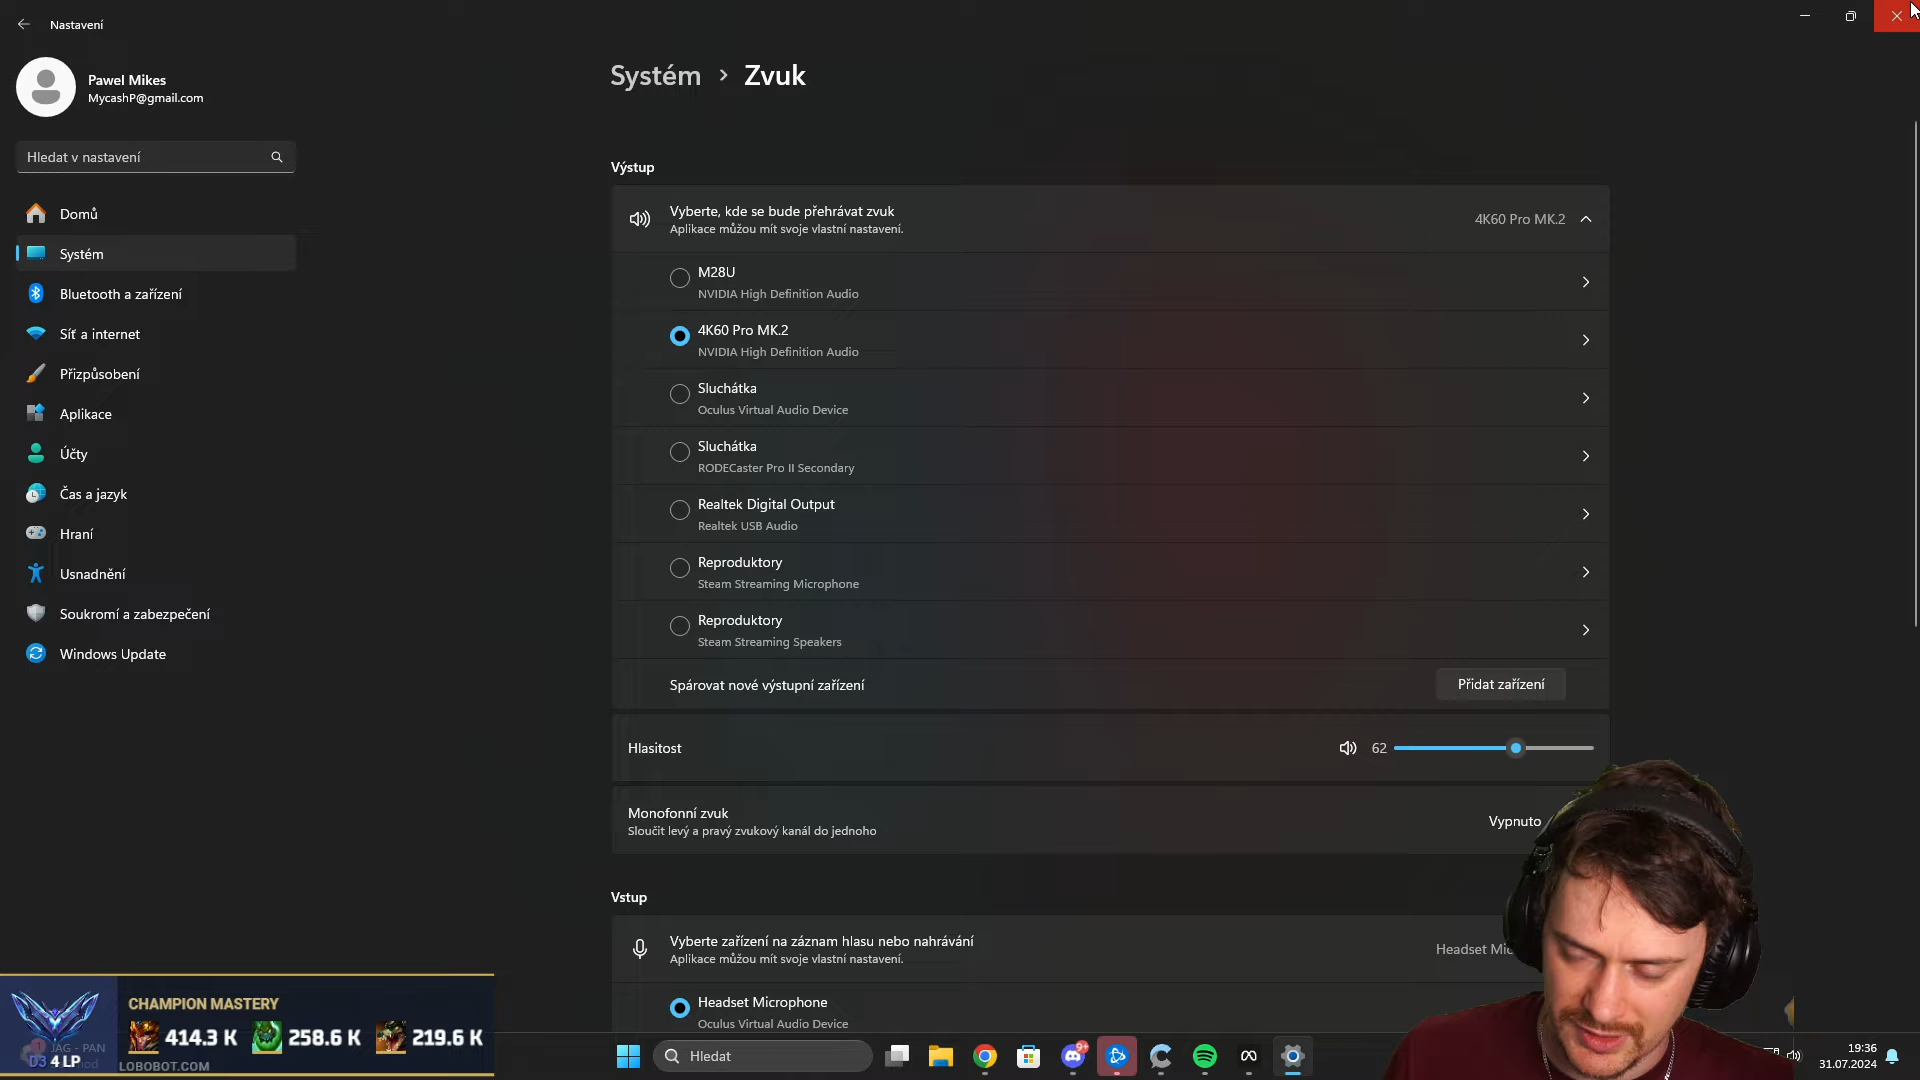 Nastavení
Pawel Mikes
MycashP@gmail.com
Hledat v nastavení
Domů
Systém
Bluetooth a zařízení
Síť a internet
Přizpůsobení
Aplikace
Účty
Čas a jazyk
Hraní
Usnadnění
Soukromí a zabezpečení
Windows Update
Systém > Zvuk
Výstup
Vyberte, kde se bude přehrávat zvuk
Aplikace můžou mít svoje vlastní nastavení.
4K60 Pro MK.2
M28U
NVIDIA High Definition Audio
4K60 Pro MK.2
NVIDIA High Definition Audio
Sluchátka
Oculus Virtual Audio Device
Sluchátka
RODECaster Pro II Secondary
Realtek Digital Output
Realtek USB Audio
Reproduktory
Steam Streaming Microphone
Reproduktory
Steam Streaming Speakers
Spárovat nové výstupní zařízení
Přidat zařízení
Hlasitost
62
Monofonní zvuk
Sloučit levý a pravý zvukový kanál do jednoho
Vypnuto
Vstup
Vyberte zařízení na záznam hlasu nebo nahrávání
Aplikace můžou mít svoje vlastní nastavení.
Headset
Headset Microphone
Oculus Virtual Audio Device
CHAMPION MASTERY
414.3 K 258.6 K 219.6 K
JAG - PAN
D3 4 LP
LOBOBOT.COM
Hledat
9+
19:36
31.07.2024